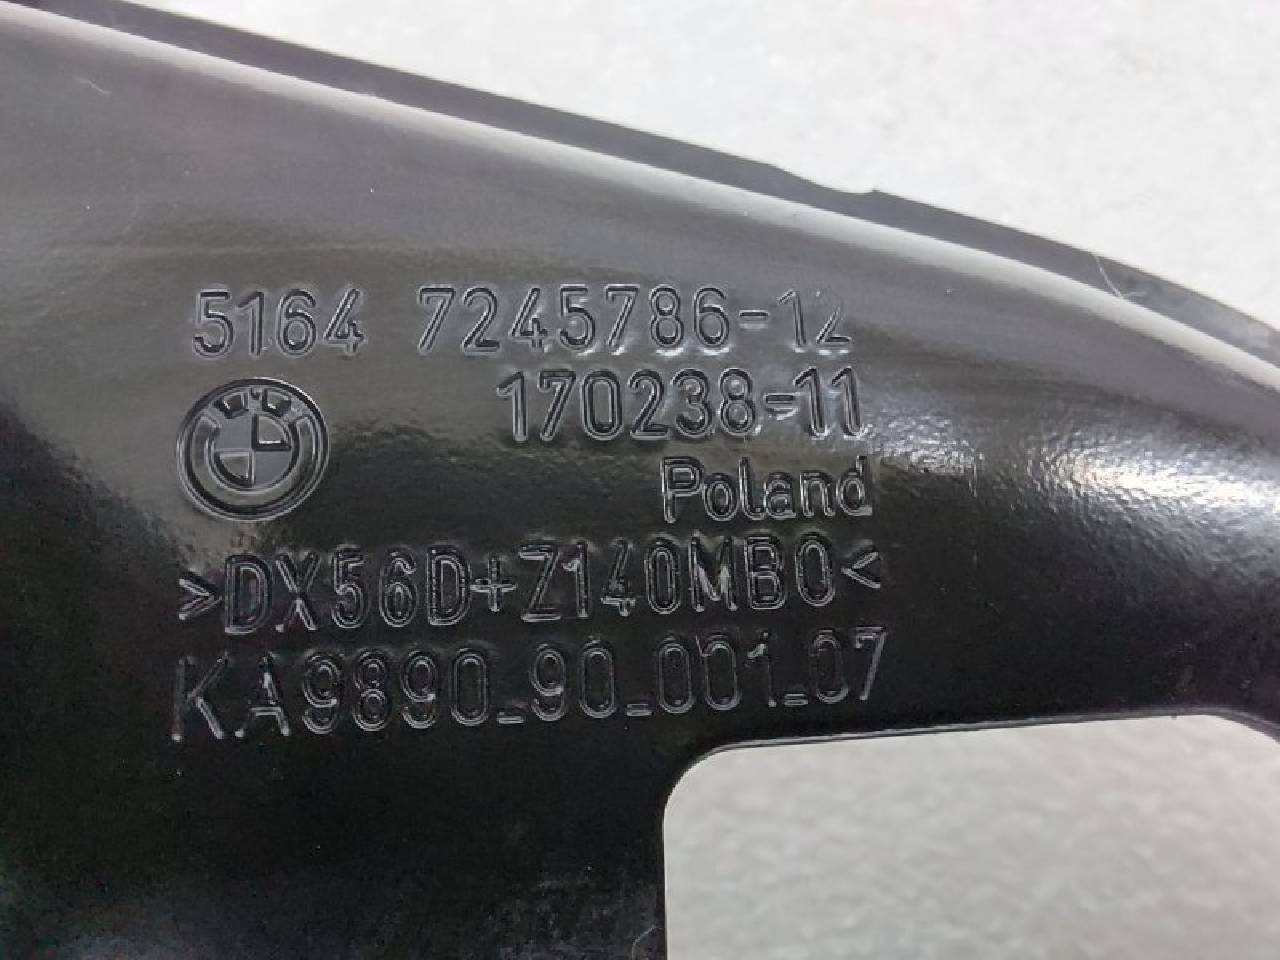 5164 7245786-12
170238-11
Poland
>DX56D+Z140MBO<
KA9890_90_001_07